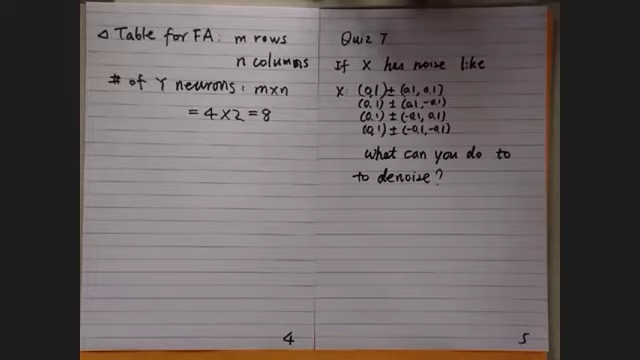 △ Table for FA: m rows
n columns
# of Y neurons: m×n
= 4×2 = 8
4
Quiz 7
If X has noise like
X: (0,1) ± (0.1, 0.1)
(0.1) ± (0.1, -0.1)
(0.1) ± (-0.1, 0.1)
(0,1) ± (-0.1, -0.1)
what can you do to
to denoise?
5